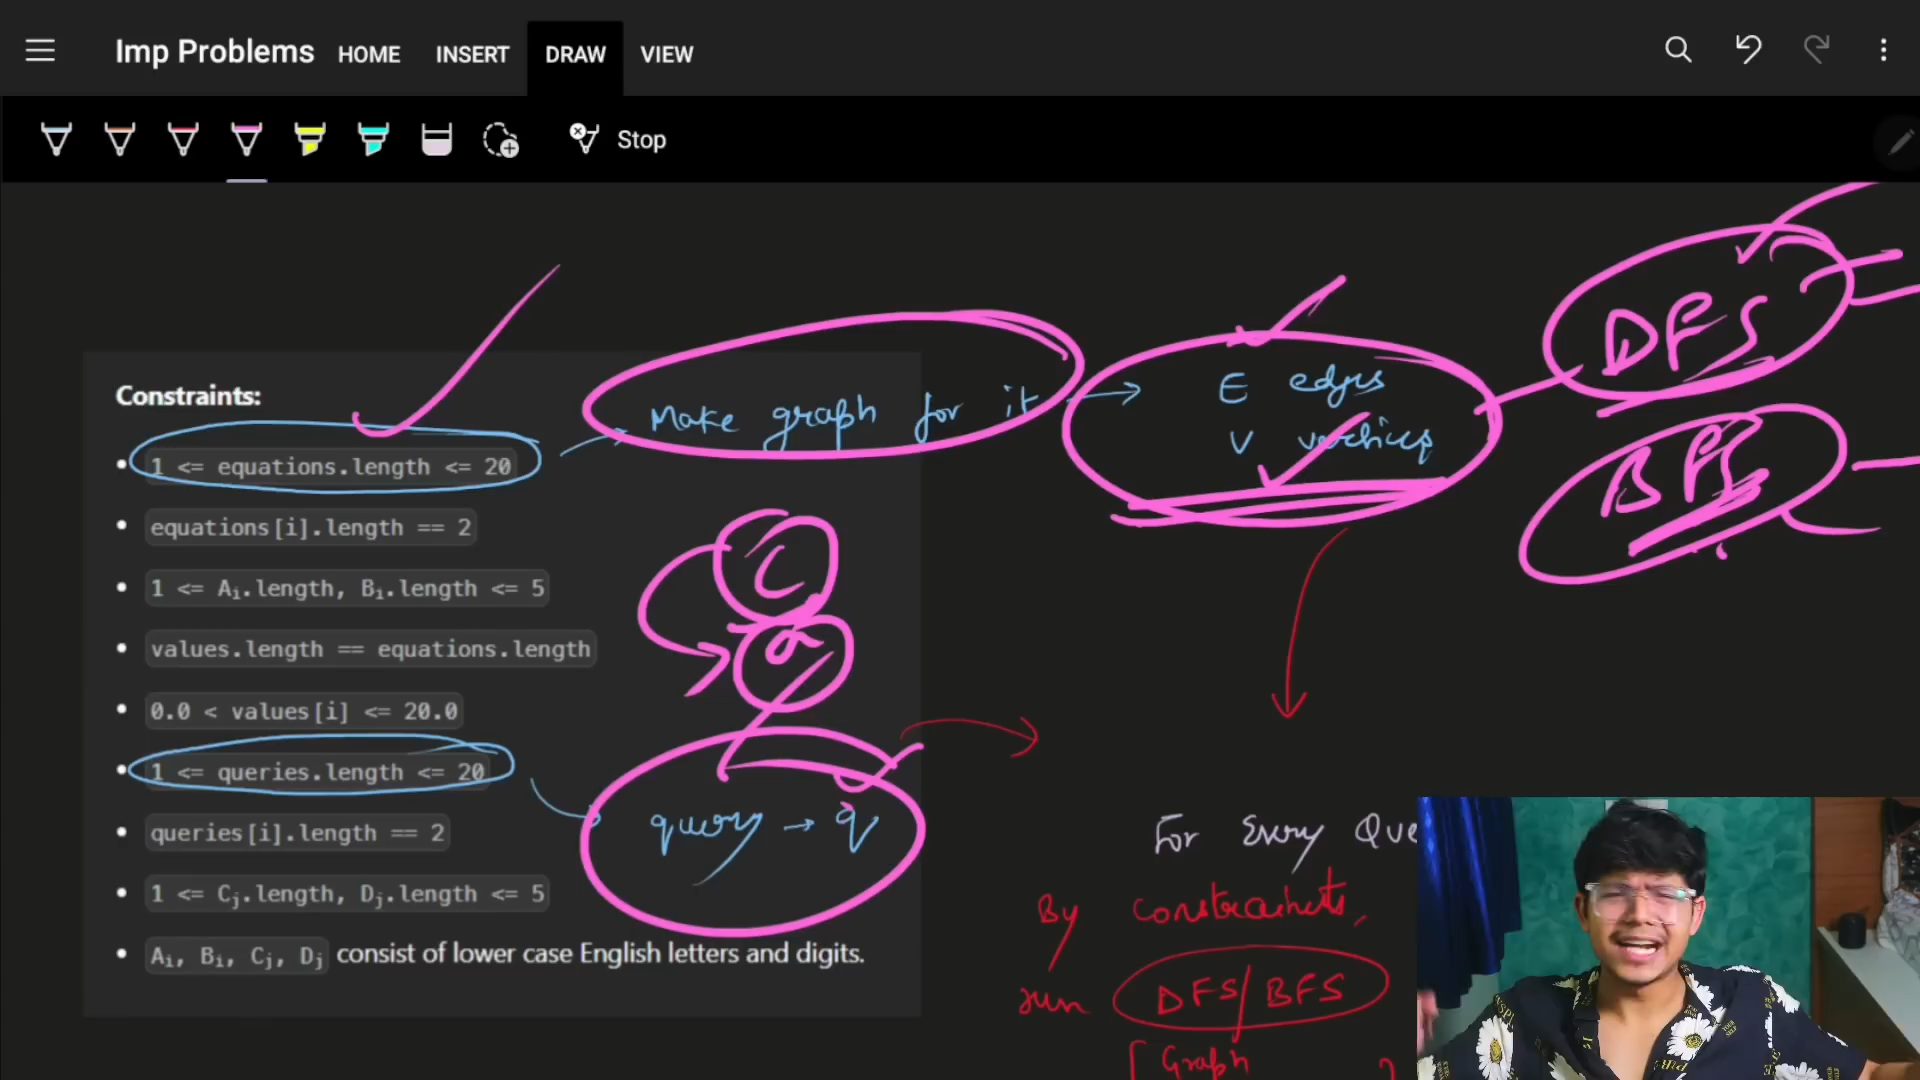 Imp Problems HOME INSERT DRAW VIEW
Stop
DFS
BFS
Make graph for it → E edges
V vertices
Constraints:
1 <= equations.length <= 20
equations[i].length == 2
1 <= Ai.length, Bi.length <= 5
values.length == equations.length
0.0 < values[i] <= 20.0
1 <= queries.length <= 20
queries[i].length == 2
1 <= Cj.length, Dj.length <= 5
Ai, Bi, Cj, Dj consist of lower case English letters and digits.
C
a
query → q
For Every Que
By constraints,
run DFS/BFS
[Graph